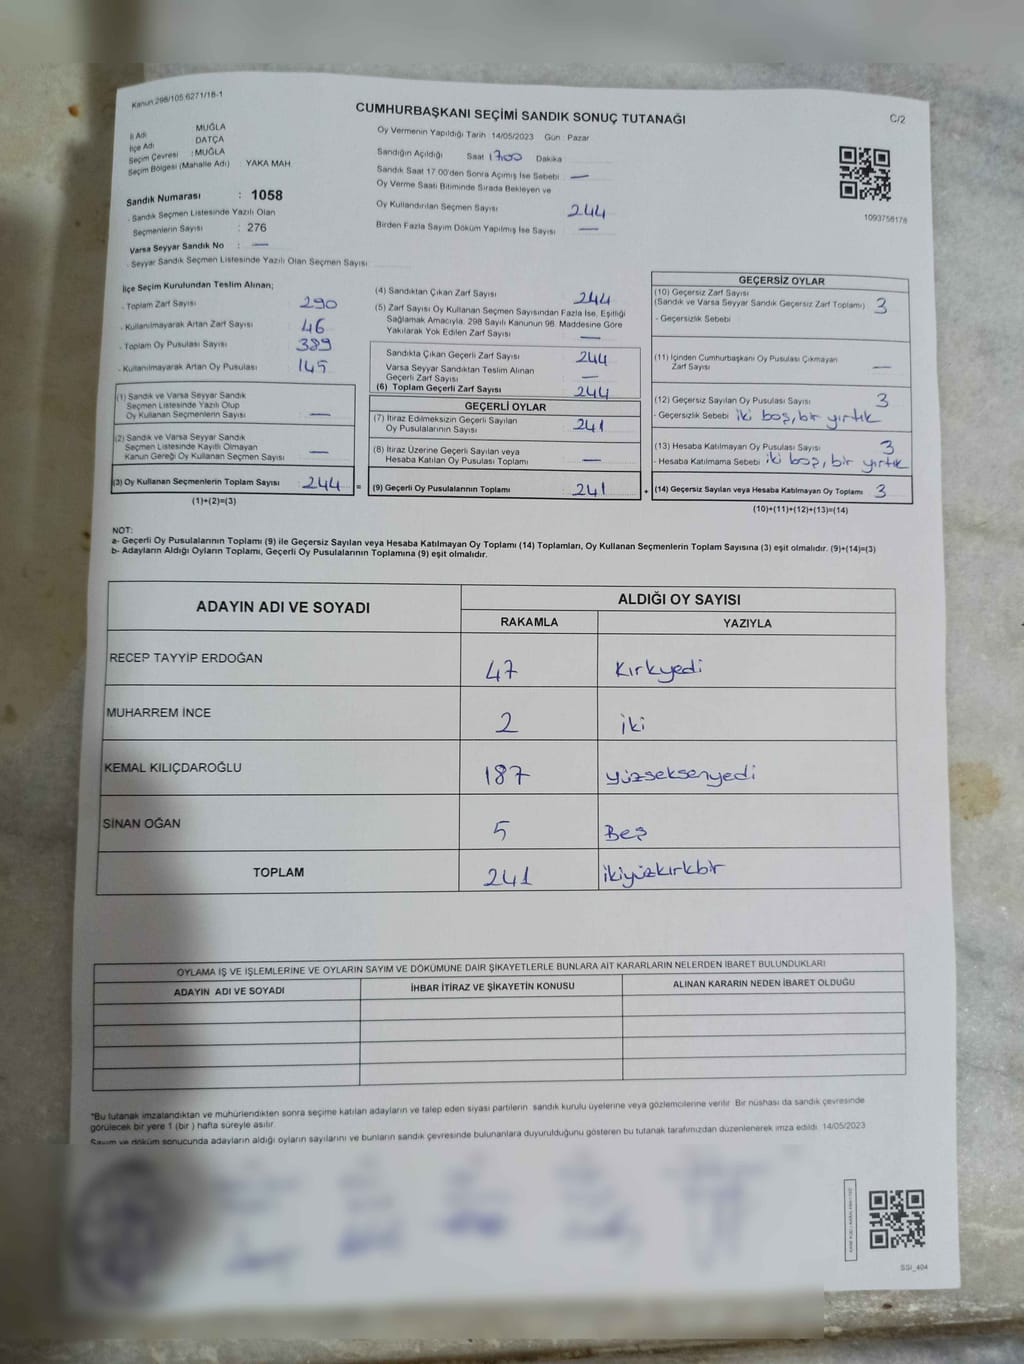 Kanun 298/105 6271/18-1
CUMHURBAŞKANI SEÇİMİ SANDIK SONUÇ TUTANAĞI
C/2
İl Adı MUĞLA
İlçe Adı DATÇA
Seçim Çevresi : MUĞLA
Seçim Bölgesi (Mahalle Adı) : YAKA MAH.
Sandık Numarası : 1058
Sandık Seçmen Listesinde Yazılı Olan
Seçmenlerin Sayısı : 276
Varsa Seyyar Sandık No : —
Seyyar Sandık Seçmen Listesinde Yazılı Olan Seçmen Sayısı
Oy Vermenin Yapıldığı Tarih : 14/05/2023 Gün : Pazar
Sandığın Açıldığı Saat 17:00 Dakika
Sandık Saat 17:00'den Sonra Açımış İse Sebebi : —
Oy Verme Saati Bitiminde Sırada Bekleyen ve
Oy Kullandırılan Seçmen Sayısı 244
Birden Fazla Sayım Döküm Yapılmış İse Sayısı —
1093758178
İlçe Seçim Kurulundan Teslim Alınan;
- Toplam Zarf Sayısı 290
- Kullanılmayarak Artan Zarf Sayısı 46
- Toplam Oy Pusulası Sayısı 389
- Kullanılmayarak Artan Oy Pusulası 145
(1) Sandık ve Varsa Seyyar Sandık
Seçmen Listesinde Yazılı Olup
Oy Kullanan Seçmenlerin Sayısı —
(2) Sandık ve Varsa Seyyar Sandık
Seçmen Listesinde Kayıtlı Olmayan
Kanun Gereği Oy Kullanan Seçmen Sayısı —
(3) Oy Kullanan Seçmenlerin Toplam Sayısı 244 =
(1)+(2)=(3)
(4) Sandıktan Çıkan Zarf Sayısı 244
(5) Zarf Sayısı Oy Kullanan Seçmen Sayısından Fazla İse, Eşitliği
Sağlamak Amacıyla, 298 Sayılı Kanunun 98. Maddesine Göre
Yakılarak Yok Edilen Zarf Sayısı —
Sandıkta Çıkan Geçerli Zarf Sayısı 244
Varsa Seyyar Sandıktan Teslim Alınan
Geçerli Zarf Sayısı —
(6) Toplam Geçerli Zarf Sayısı 244
GEÇERLİ OYLAR
(7) İtiraz Edilmeksizin Geçerli Sayılan
Oy Pusulalarının Sayısı 241
(8) İtiraz Üzerine Geçerli Sayılan veya
Hesaba Katılan Oy Pusulası Toplamı —
(9) Geçerli Oy Pusulalarının Toplamı 241 +
GEÇERSİZ OYLAR
(10) Geçersiz Zarf Sayısı
(Sandık ve Varsa Seyyar Sandık Geçersiz Zarf Toplamı) 3
- Geçersizlik Sebebi
(11) İçinden Cumhurbaşkanı Oy Pusulası Çıkmayan
Zarf Sayısı —
(12) Geçersiz Sayılan Oy Pusulası Sayısı 3
- Geçersizlik Sebebi iki boş, bir yırtık
(13) Hesaba Katılmayan Oy Pusulası Sayısı 3
- Hesaba Katılmama Sebebi iki boş, bir yırtık
(14) Geçersiz Sayılan veya Hesaba Katılmayan Oy Toplamı 3
(10)+(11)+(12)+(13)=(14)
NOT:
a- Geçerli Oy Pusulalarının Toplamı (9) ile Geçersiz Sayılan veya Hesaba Katılmayan Oy Toplamı (14) Toplamları, Oy Kullanan Seçmenlerin Toplam Sayısına (3) eşit olmalıdır. (9)+(14)=(3)
b- Adayların Aldığı Oyların Toplamı, Geçerli Oy Pusulalarının Toplamına (9) eşit olmalıdır.
ADAYIN ADI VE SOYADI
ALDIĞI OY SAYISI
RAKAMLA YAZIYLA
RECEP TAYYİP ERDOĞAN 47 Kırkyedi
MUHARREM İNCE 2 iki
KEMAL KILIÇDAROĞLU 187 yüzseksenyedi
SİNAN OĞAN 5 Beş
TOPLAM 241 ikiyüzkırkbir
OYLAMA İŞ VE İŞLEMLERİNE VE OYLARIN SAYIM VE DÖKÜMÜNE DAİR ŞİKAYETLERLE BUNLARA AİT KARARLARIN NELERDEN İBARET BULUNDUKLARI
ADAYIN ADI VE SOYADI İHBAR İTİRAZ VE ŞİKAYETİN KONUSU ALINAN KARARIN NEDEN İBARET OLDUĞU
*Bu tutanak imzalandıktan ve mühürlendikten sonra seçime katılan adayların ve talep eden siyasi partilerin sandık kurulu üyelerine veya gözlemcilerine verilir. Bir nüshası da sandık çevresinde
görülecek bir yere 1 (bir) hafta süreyle asılır.
Sayım ve döküm sonucunda adayların aldığı oyların sayılarını ve bunların sandık çevresinde bulunanlara duyurulduğunu gösteren bu tutanak tarafımızdan düzenlenerek imza edildi. 14/05/2023
SSI_404